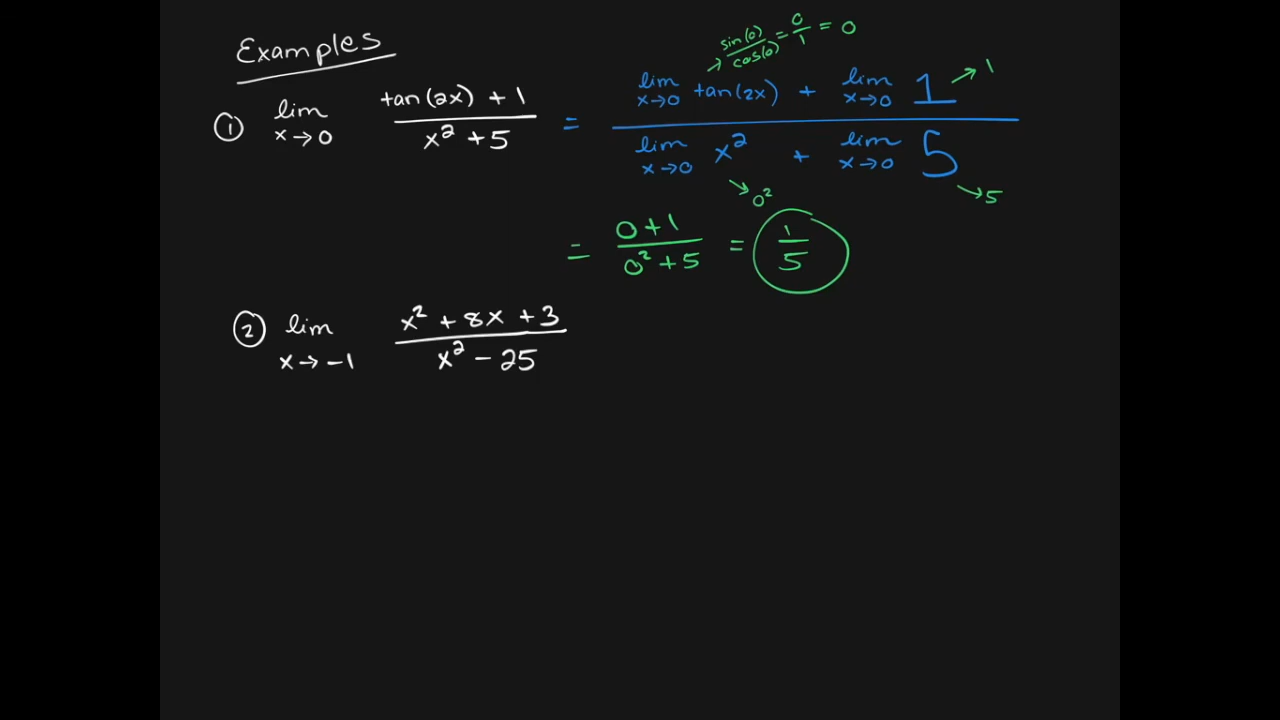 Examples
① lim x→0 (tan(2x) + 1)/(x² + 5) = (lim x→0 tan(2x) + lim x→0 1)/(lim x→0 x² + lim x→0 5)
→ sin(0)/cos(0) = 0/1 = 0
→ 1
→ 0²
→ 5
= (0+1)/(0²+5) = 1/5
② lim x→-1 (x² + 8x + 3)/(x² - 25)